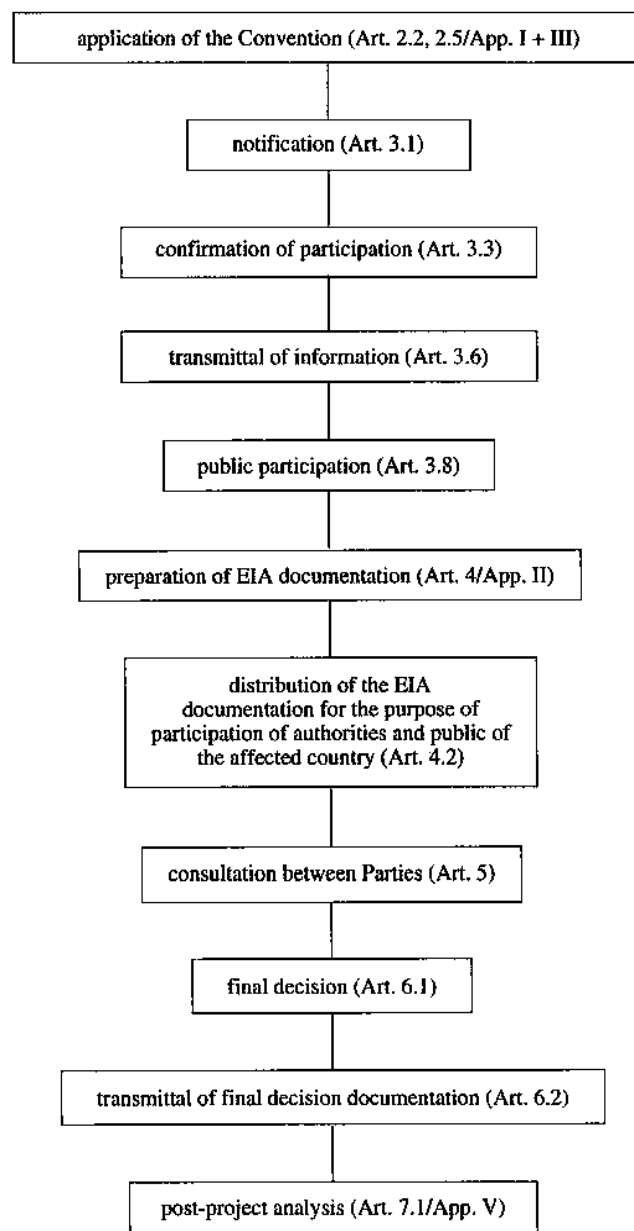 application of the Convention (Art. 2.2, 2.5/App. I + III)
notification (Art. 3.1)
confirmation of participation (Art. 3.3)
transmittal of information (Art. 3.6)
public participation (Art. 3.8)
preparation of EIA documentation (Art. 4/App. II)
distribution of the EIA
documentation for the purpose of
participation of authorities and public of
the affected country (Art. 4.2)
consultation between Parties (Art. 5)
final decision (Art. 6.1)
transmittal of final decision documentation (Art. 6.2)
post-project analysis (Art. 7.1/App. V)